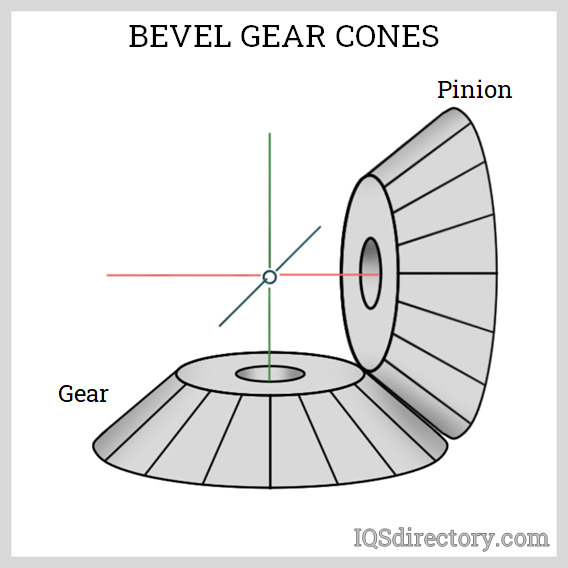 BEVEL GEAR CONES
Pinion
Gear
IQSdirectory.com